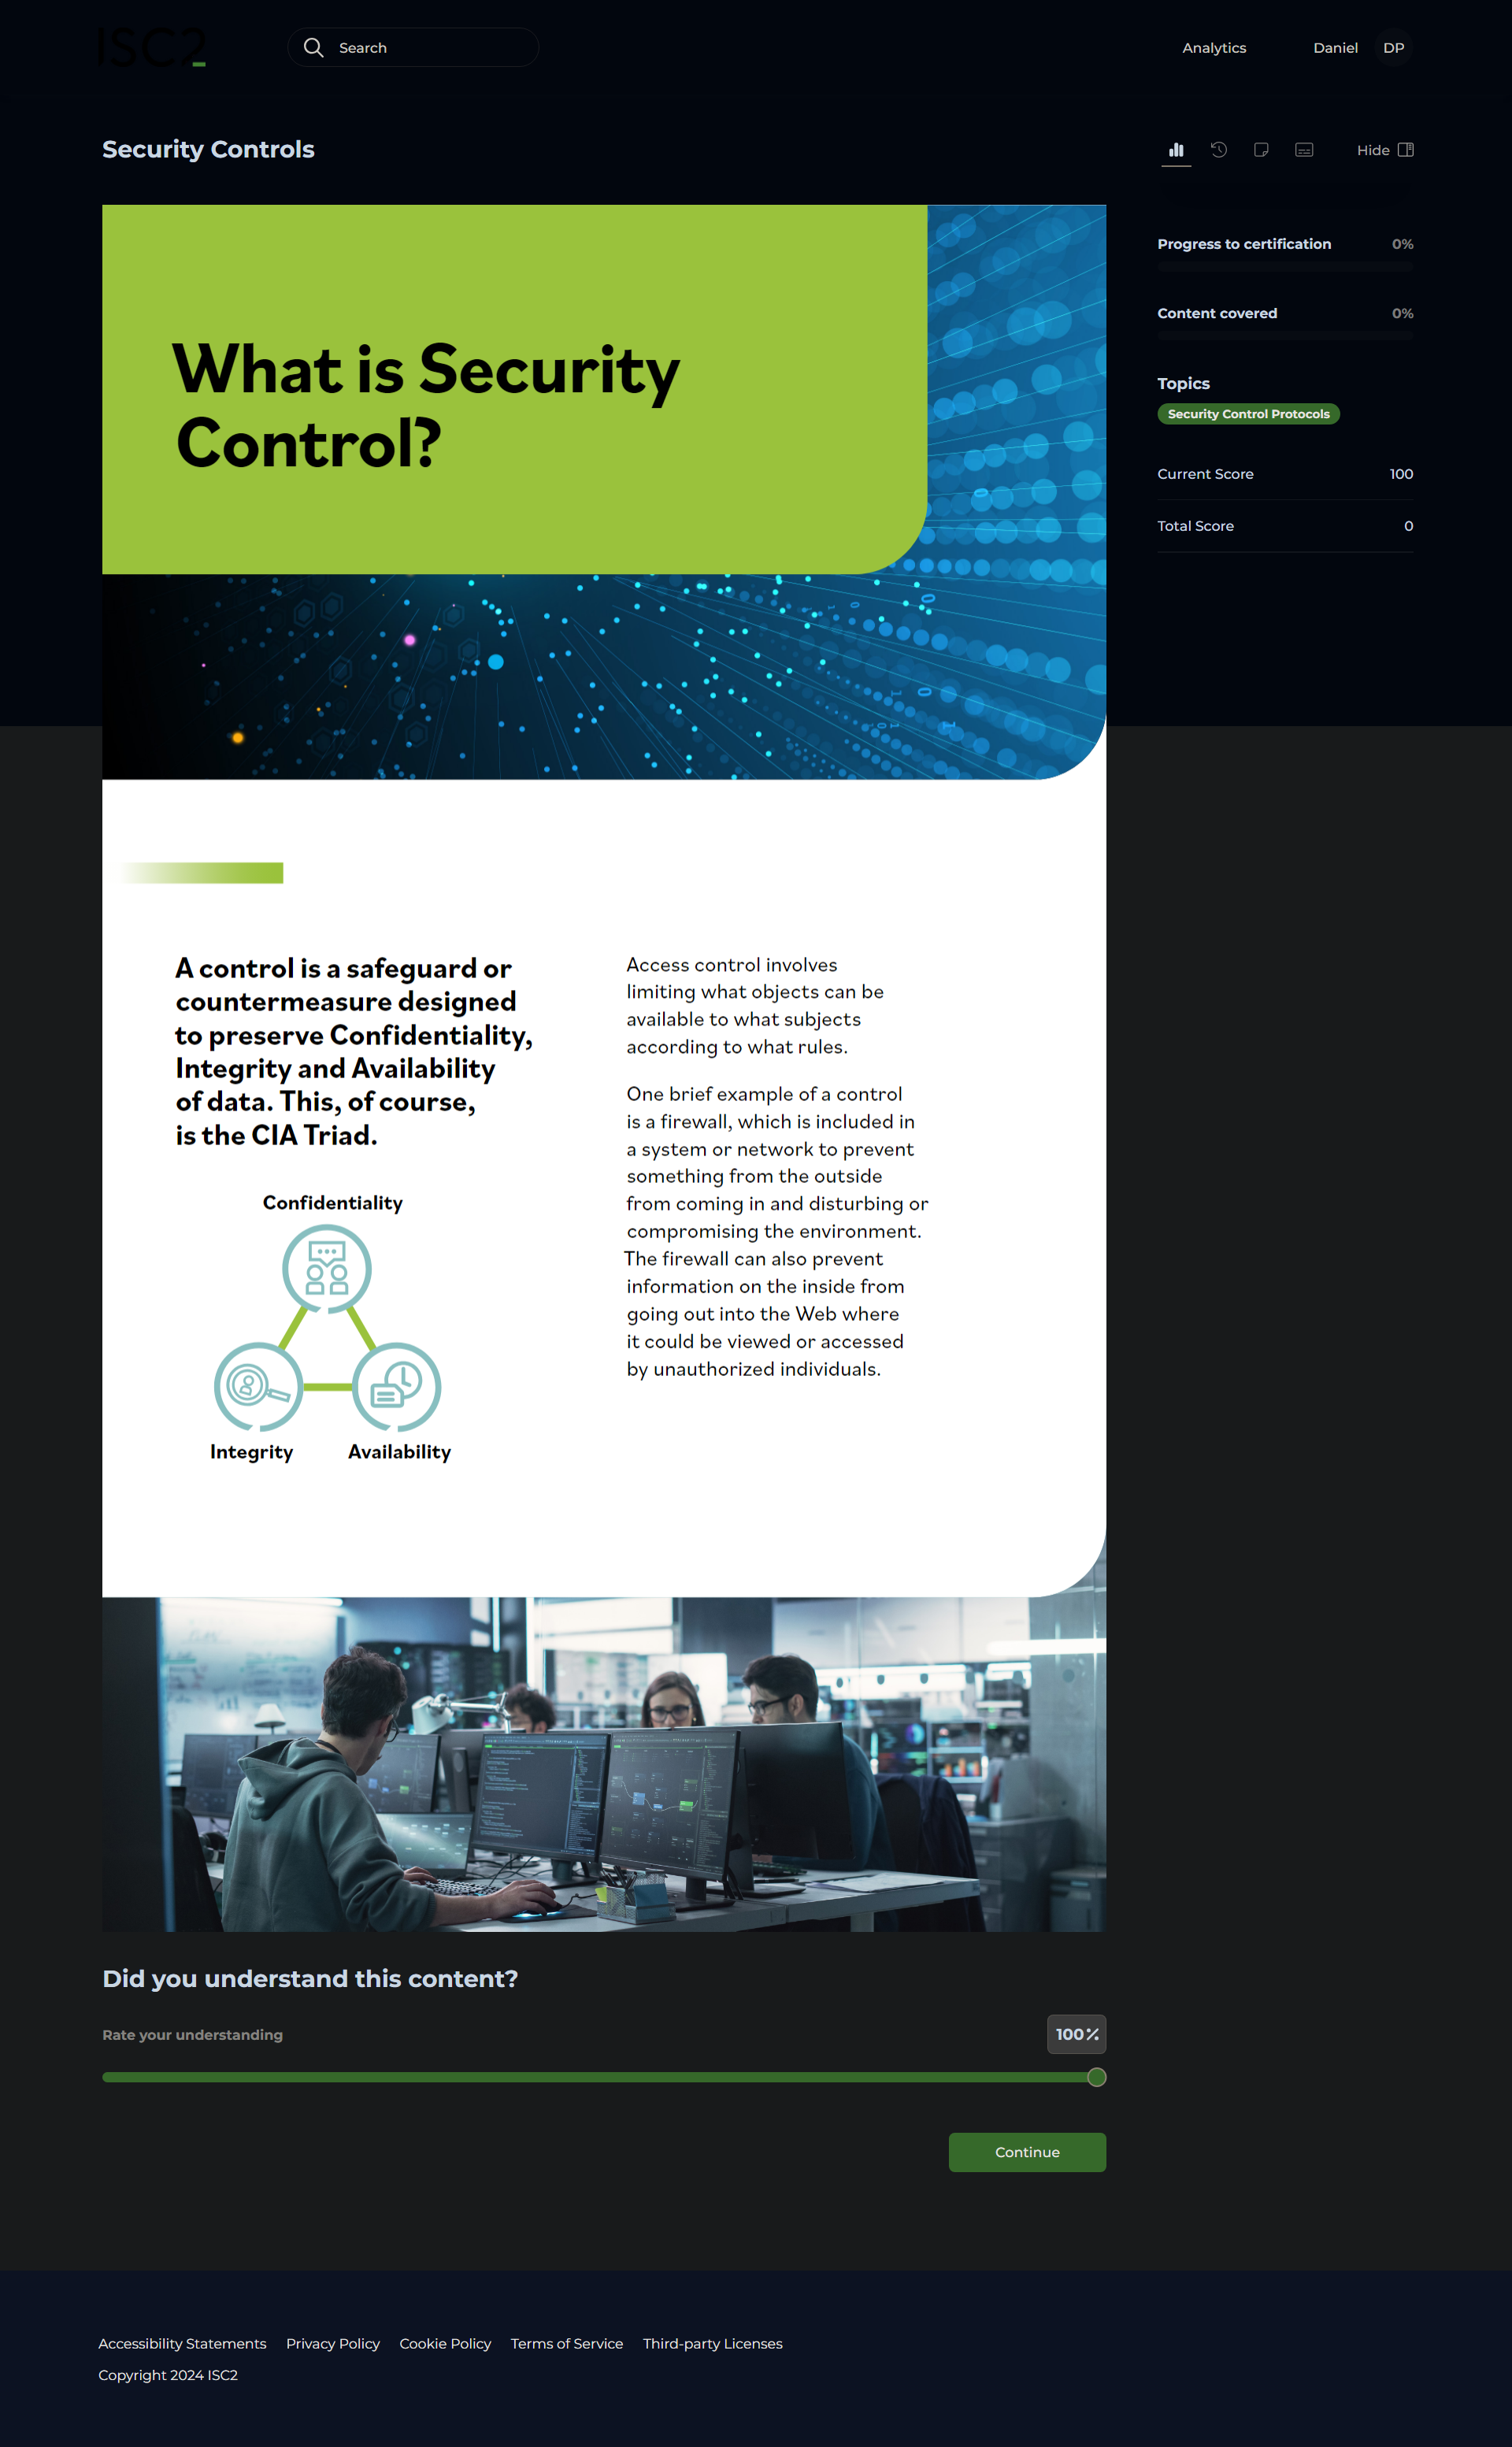 ISC2
Search
Analytics
Daniel
DP
Security Controls
Hide
What is Security
Control?
Progress to certification 0%
Content covered 0%
Topics
Security Control Protocols
Current Score 100
Total Score 0
A control is a safeguard or
countermeasure designed
to preserve Confidentiality,
Integrity and Availability
of data. This, of course,
is the CIA Triad.
Confidentiality
Integrity
Availability
Access control involves
limiting what objects can be
available to what subjects
according to what rules.
One brief example of a control
is a firewall, which is included in
a system or network to prevent
something from the outside
from coming in and disturbing or
compromising the environment.
The firewall can also prevent
information on the inside from
going out into the Web where
it could be viewed or accessed
by unauthorized individuals.
Did you understand this content?
Rate your understanding
100%
Continue
Accessibility Statements Privacy Policy Cookie Policy Terms of Service Third-party Licenses
Copyright 2024 ISC2